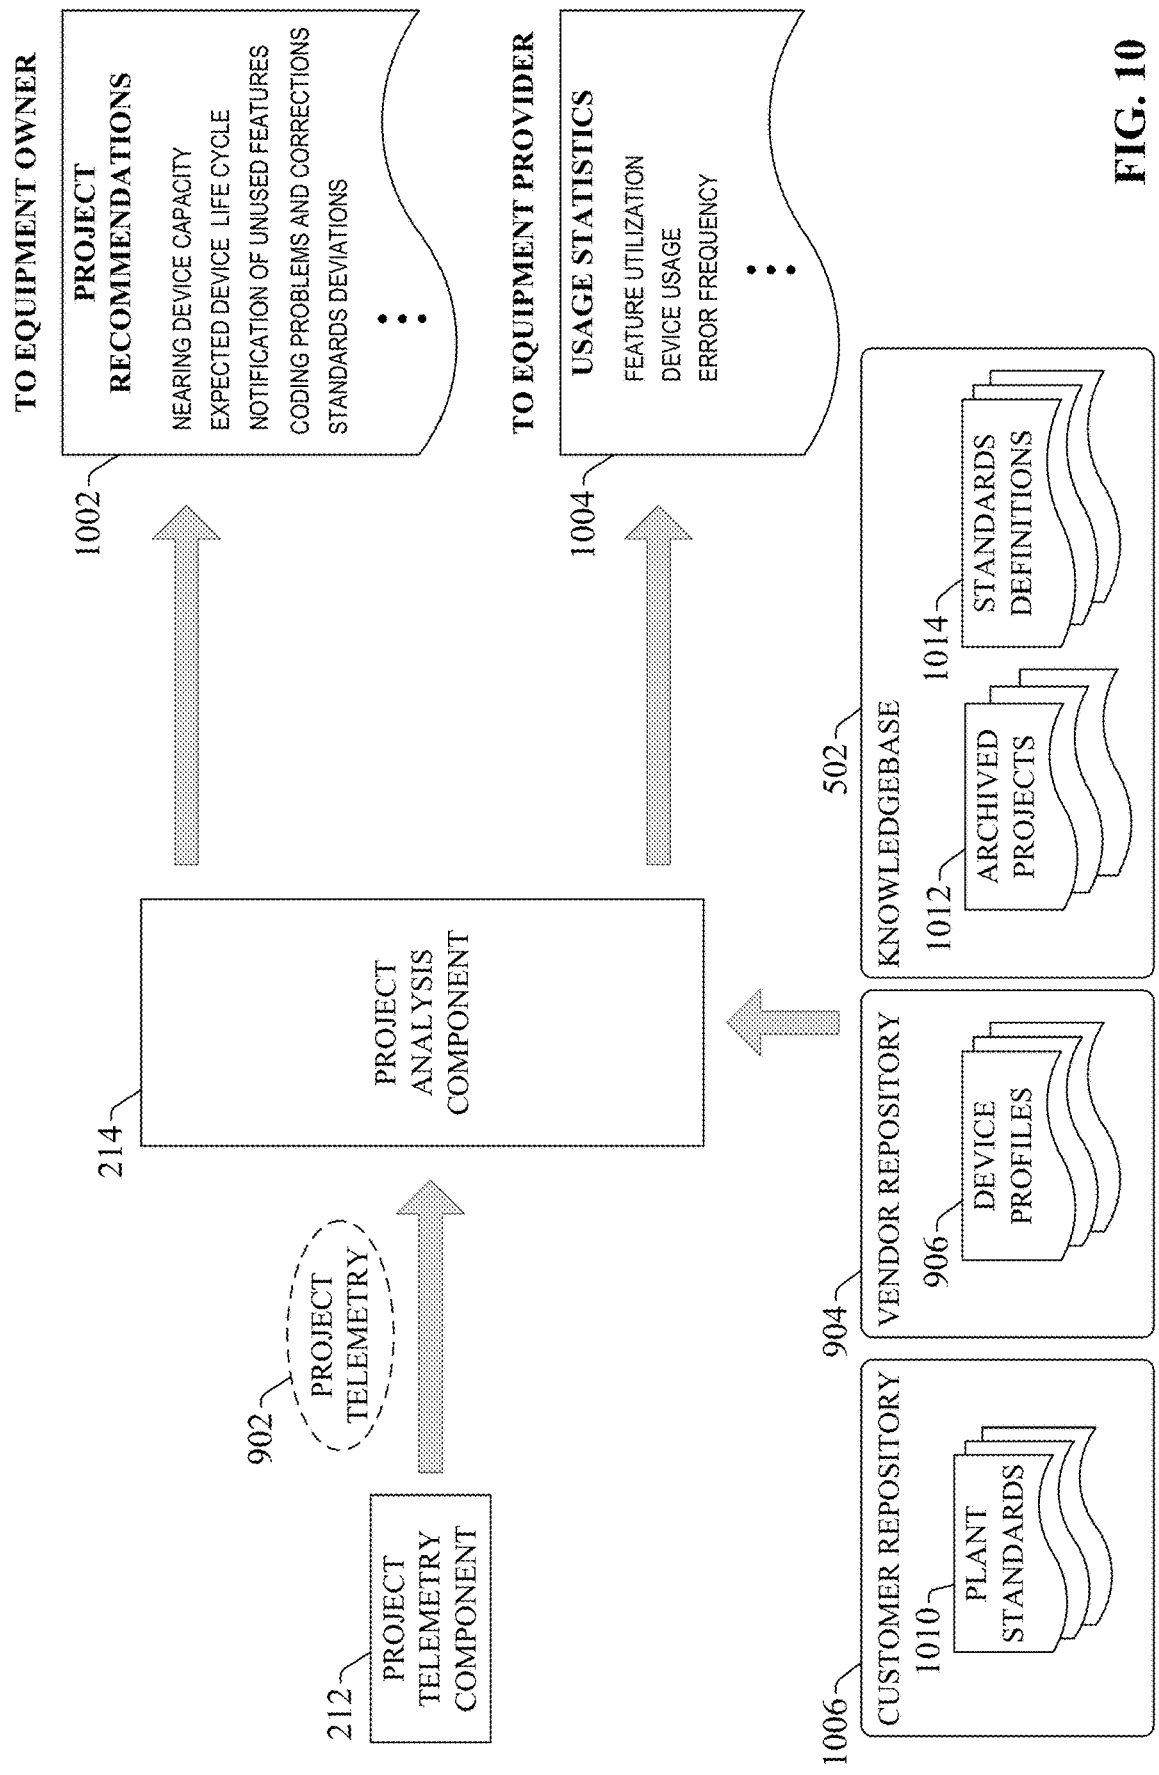 TO EQUIPMENT OWNER
1002
PROJECT
RECOMMENDATIONS
NEARING DEVICE CAPACITY
EXPECTED DEVICE LIFE CYCLE
NOTIFICATION OF UNUSED FEATURES
CODING PROBLEMS AND CORRECTIONS
STANDARDS DEVIATIONS
214
PROJECT
ANALYSIS
COMPONENT
902
PROJECT
TELEMETRY
212
PROJECT
TELEMETRY
COMPONENT
TO EQUIPMENT PROVIDER
1004
USAGE STATISTICS
FEATURE UTILIZATION
DEVICE USAGE
ERROR FREQUENCY
1006
CUSTOMER REPOSITORY
1010
PLANT
STANDARDS
904
VENDOR REPOSITORY
906
DEVICE
PROFILES
502
KNOWLEDGEBASE
1012
ARCHIVED
PROJECTS
1014
STANDARDS
DEFINITIONS
FIG. 10